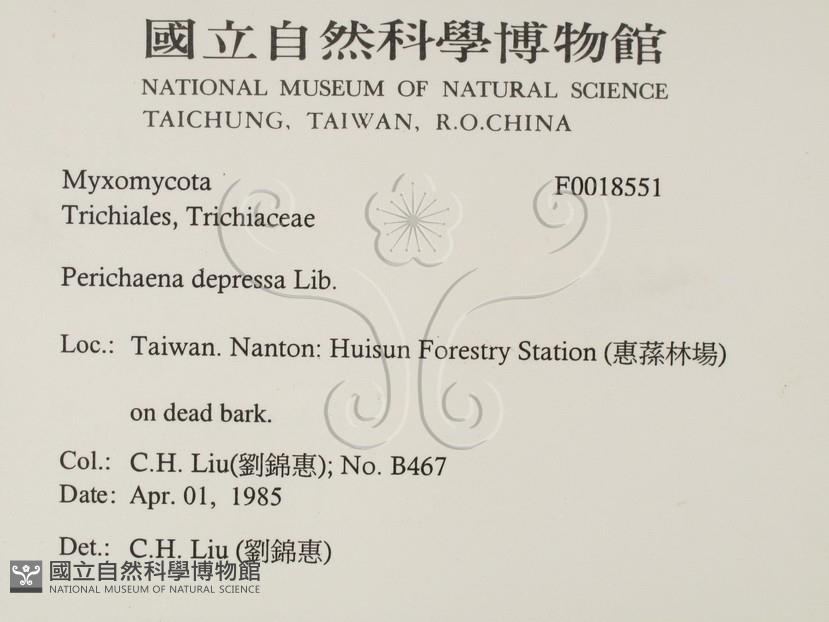 國立自然科學博物館
NATIONAL MUSEUM OF NATURAL SCIENCE
TAICHUNG, TAIWAN, R.O.CHINA
Myxomycota F0018551
Trichiales, Trichiaceae
Perichaena depressa Lib.
Loc.: Taiwan. Nanton: Huisun Forestry Station (惠蓀林場)
on dead bark.
Col.: C.H. Liu(劉錦惠); No. B467
Date: Apr. 01, 1985
Det.: C.H. Liu (劉錦惠)
國立自然科學博物館
NATIONAL MUSEUM OF NATURAL SCIENCE